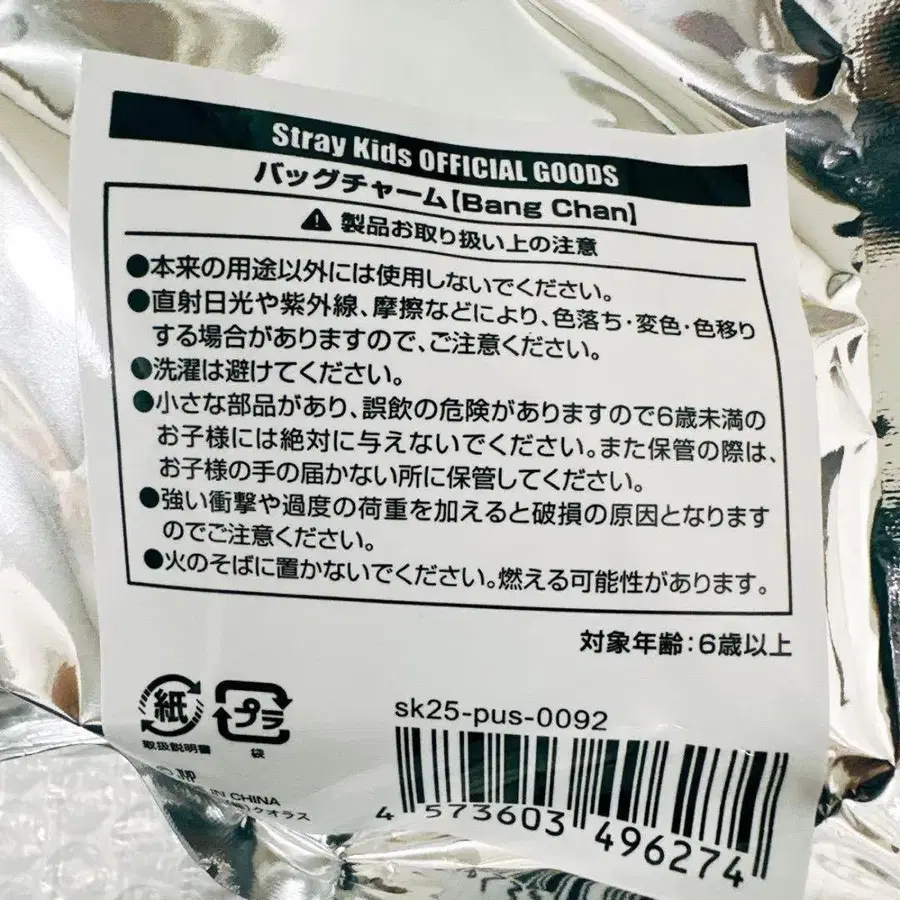 Stray Kids OFFICIAL GOODS
バッグチャーム【Bang Chan】
⚠ 製品お取り扱い上の注意
●本来の用途以外には使用しないでください。
●直射日光や紫外線、摩擦などにより、色落ち・変色・色移り
する場合がありますので、ご注意ください。
●洗濯は避けてください。
●小さな部品があり、誤飲の危険がありますので6歳未満の
お子様には絶対に与えないでください。また保管の際は、
お子様の手の届かない所に保管してください。
●強い衝撃や過度の荷重を加えると破損の原因となります
のでご注意ください。
●火のそばに置かないでください。燃える可能性があります。
対象年齢：6歳以上
紙
取扱説明書
プラ
袋
sk25-pus-0092
4 573603 496274
IN CHINA
クオラス